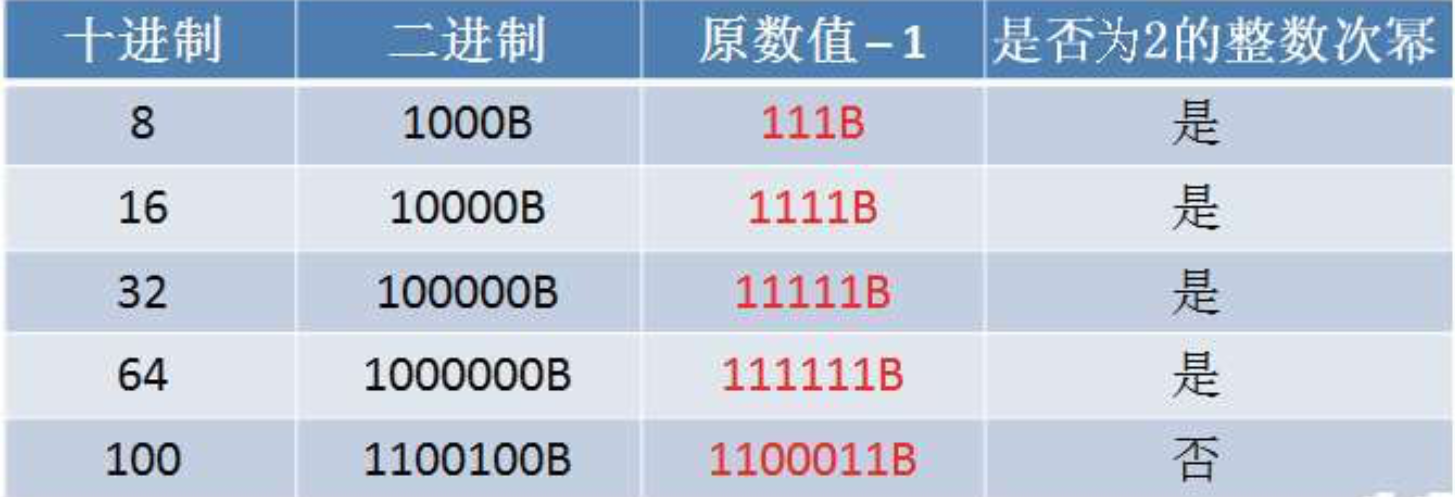 十进制 二进制 原数值-1 是否为2的整数次幂
8 1000B 111B 是
16 10000B 1111B 是
32 100000B 11111B 是
64 1000000B 111111B 是
100 1100100B 1100011B 否